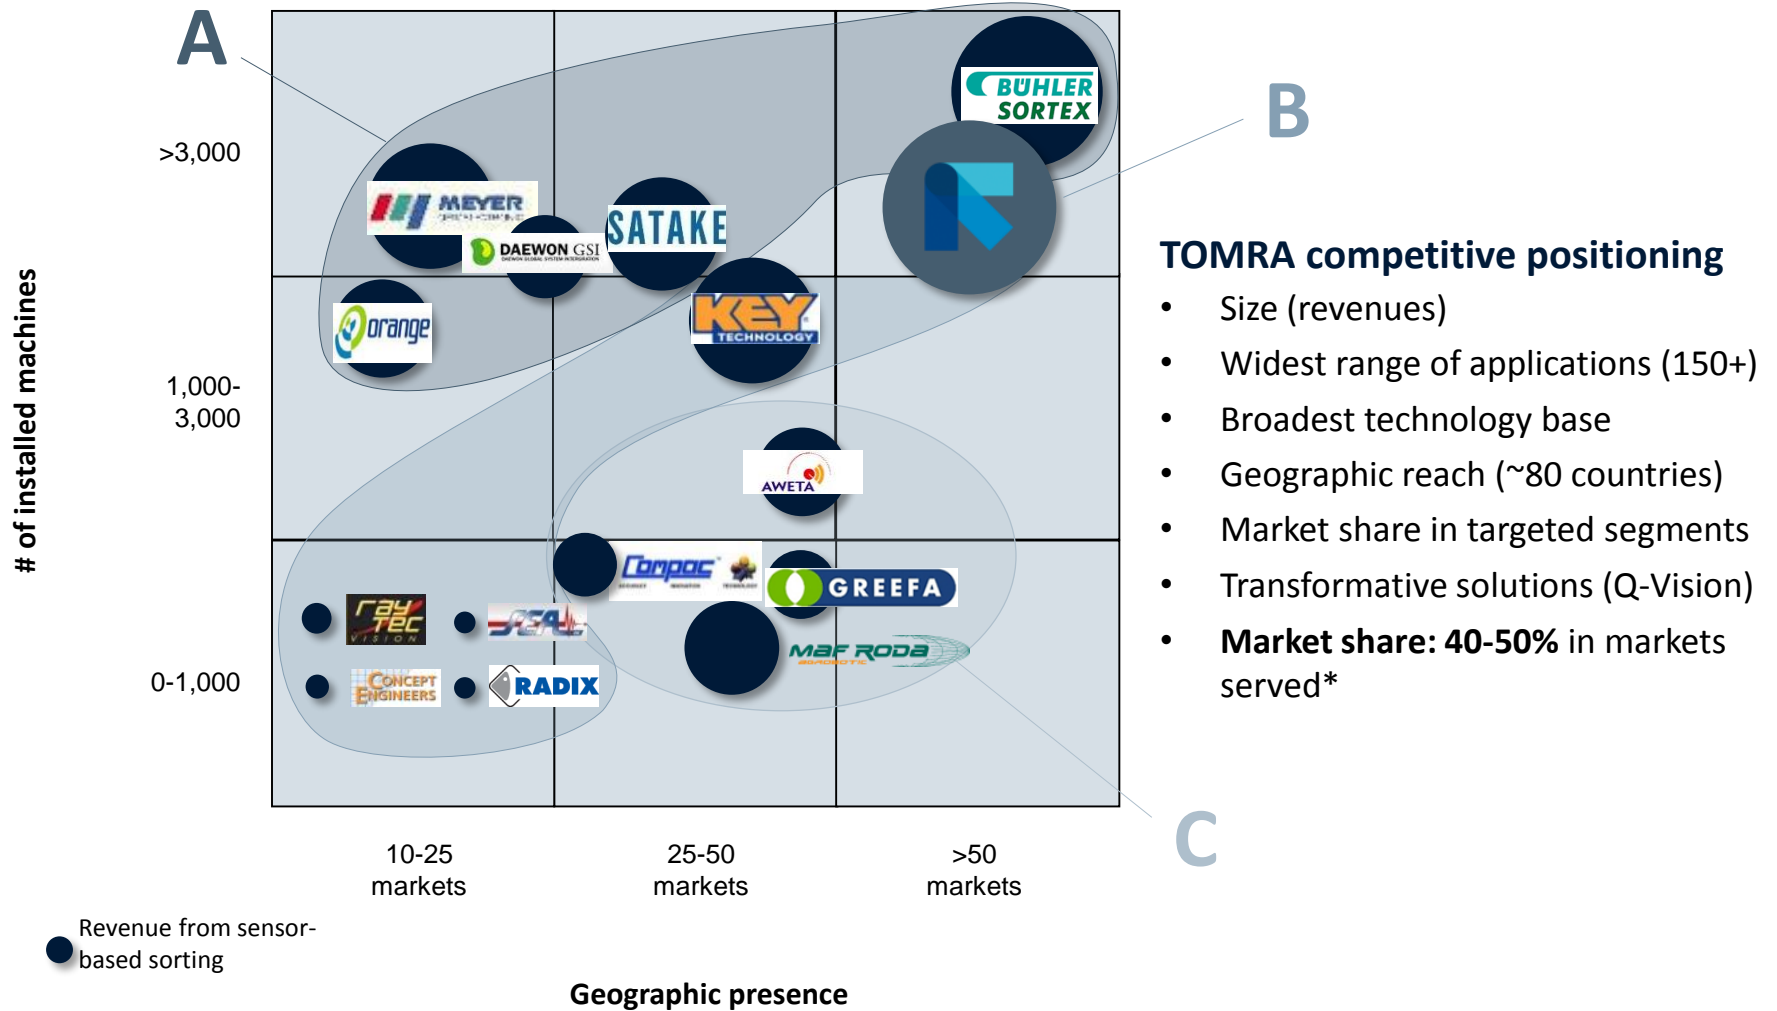 A
B
C
# of installed machines
>3,000
1,000-
3,000
0-1,000
BÜHLER
SORTEX
MEYER
DAEWON GSI
SATAKE
orange
KEY
TECHNOLOGY
AWETA
Compac
GREEFA
RAYTEC
VISION
SEA
MAF RODA
CONCEPT
ENGINEERS
RADIX
10-25
markets
25-50
markets
>50
markets
Revenue from sensor-
based sorting
Geographic presence
TOMRA competitive positioning
• Size (revenues)
• Widest range of applications (150+)
• Broadest technology base
• Geographic reach (~80 countries)
• Market share in targeted segments
• Transformative solutions (Q-Vision)
• Market share: 40-50% in markets
served*